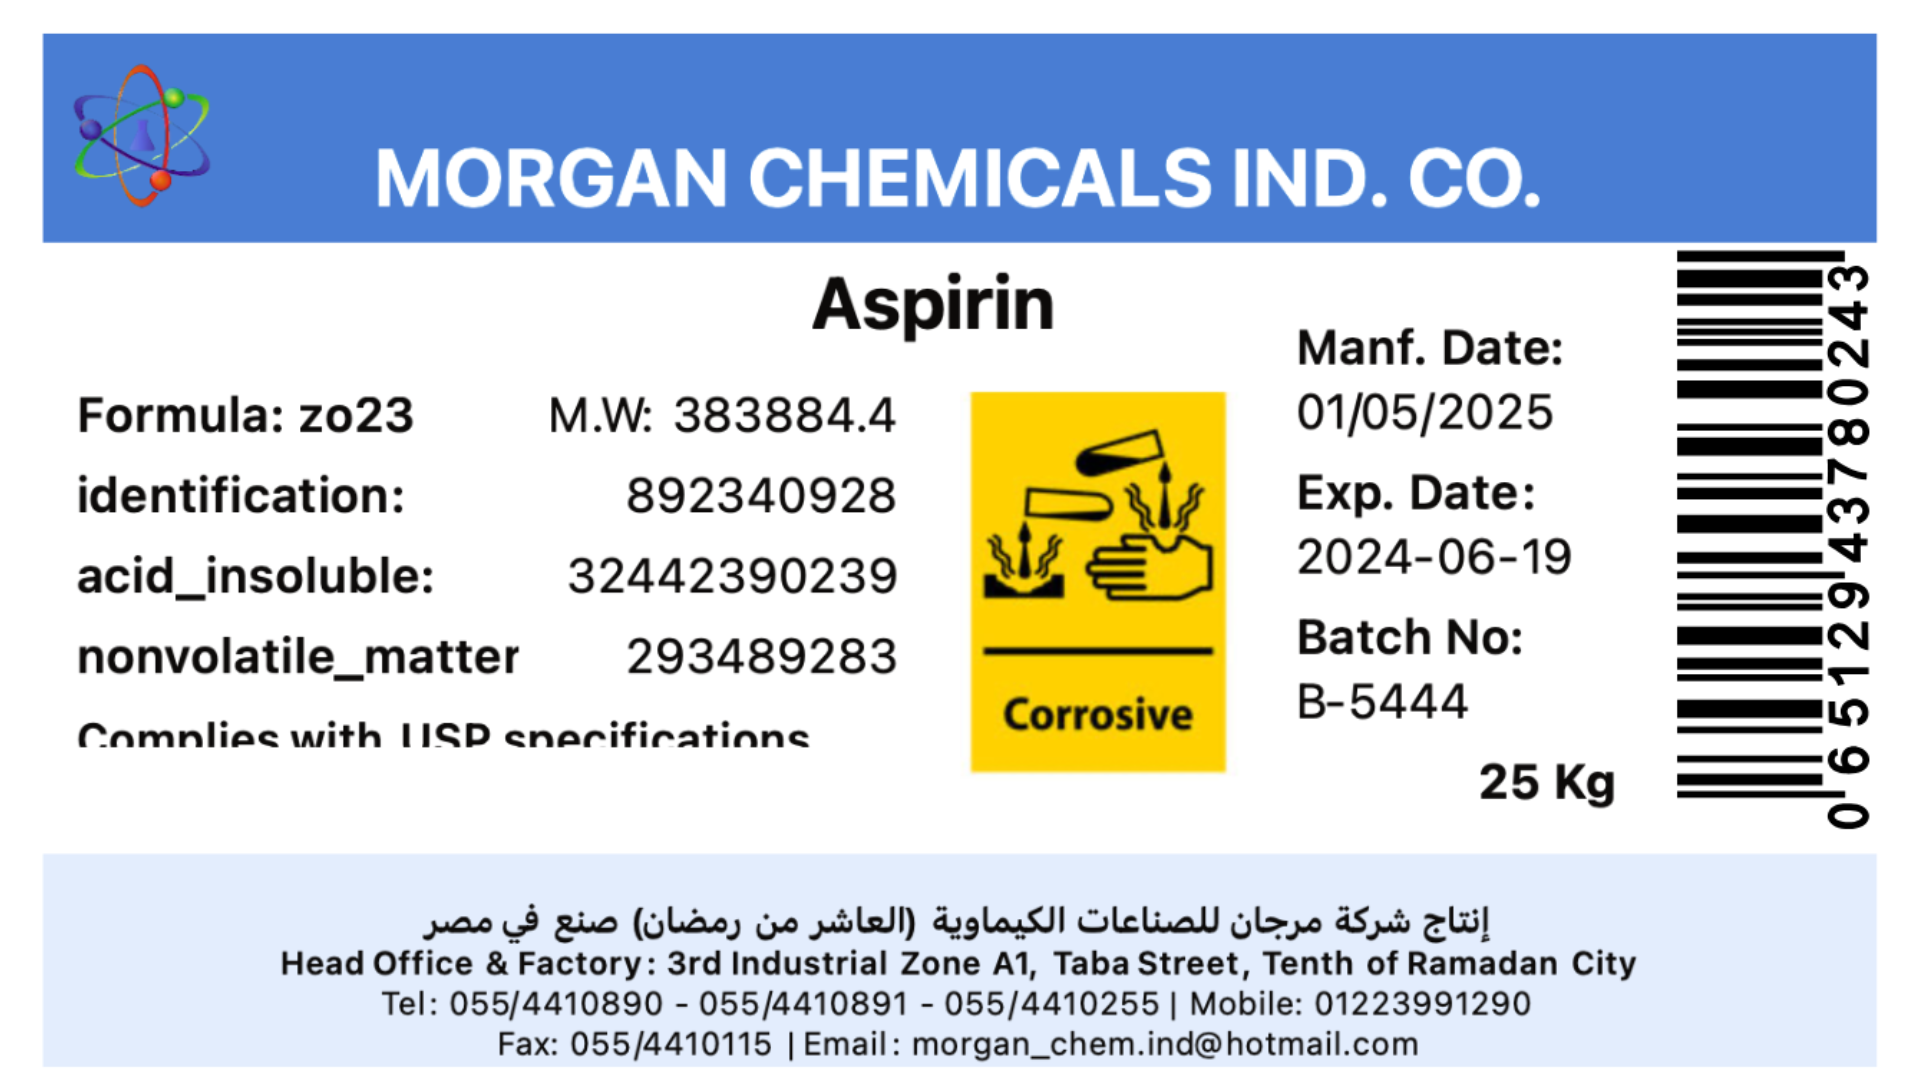 MORGAN CHEMICALS IND. CO.
Aspirin
Formula: zo23 M.W: 383884.4
identification: 892340928
acid_insoluble: 32442390239
nonvolatile_matter 293489283
Complies with USP specifications
Corrosive
Manf. Date:
01/05/2025
Exp. Date:
2024-06-19
Batch No:
B-5444
25 Kg
06512943780243
إنتاج شركة مرجان للصناعات الكيماوية (العاشر من رمضان) صنع في مصر
Head Office & Factory: 3rd Industrial Zone A1, Taba Street, Tenth of Ramadan City
Tel: 055/4410890 - 055/4410891 - 055/4410255 | Mobile: 01223991290
Fax: 055/4410115 | Email: morgan_chem.ind@hotmail.com